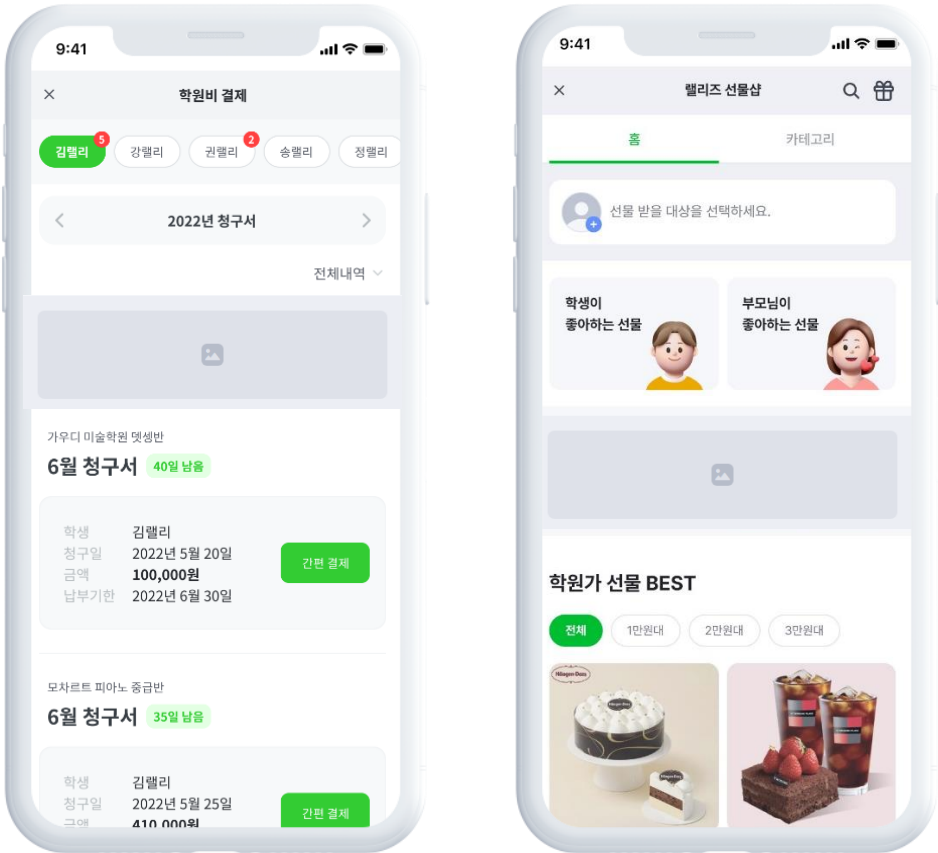 9:41
학원비 결제
김랠리 5
강랠리
권랠리 2
송랠리
정랠리
2022년 청구서
전체내역
가우디 미술학원 뎃셍반
6월 청구서 40일 남음
학생 김랠리
청구일 2022년 5월 20일
금액 100,000원
납부기한 2022년 6월 30일
간편 결제
모차르트 피아노 중급반
6월 청구서 35일 남음
학생 김랠리
청구일 2022년 5월 25일
금액 410,000원
간편 결제
9:41
랠리즈 선물샵
홈
카테고리
선물 받을 대상을 선택하세요.
학생이
좋아하는 선물
부모님이
좋아하는 선물
학원가 선물 BEST
전체
1만원대
2만원대
3만원대
Häagen-Dazs